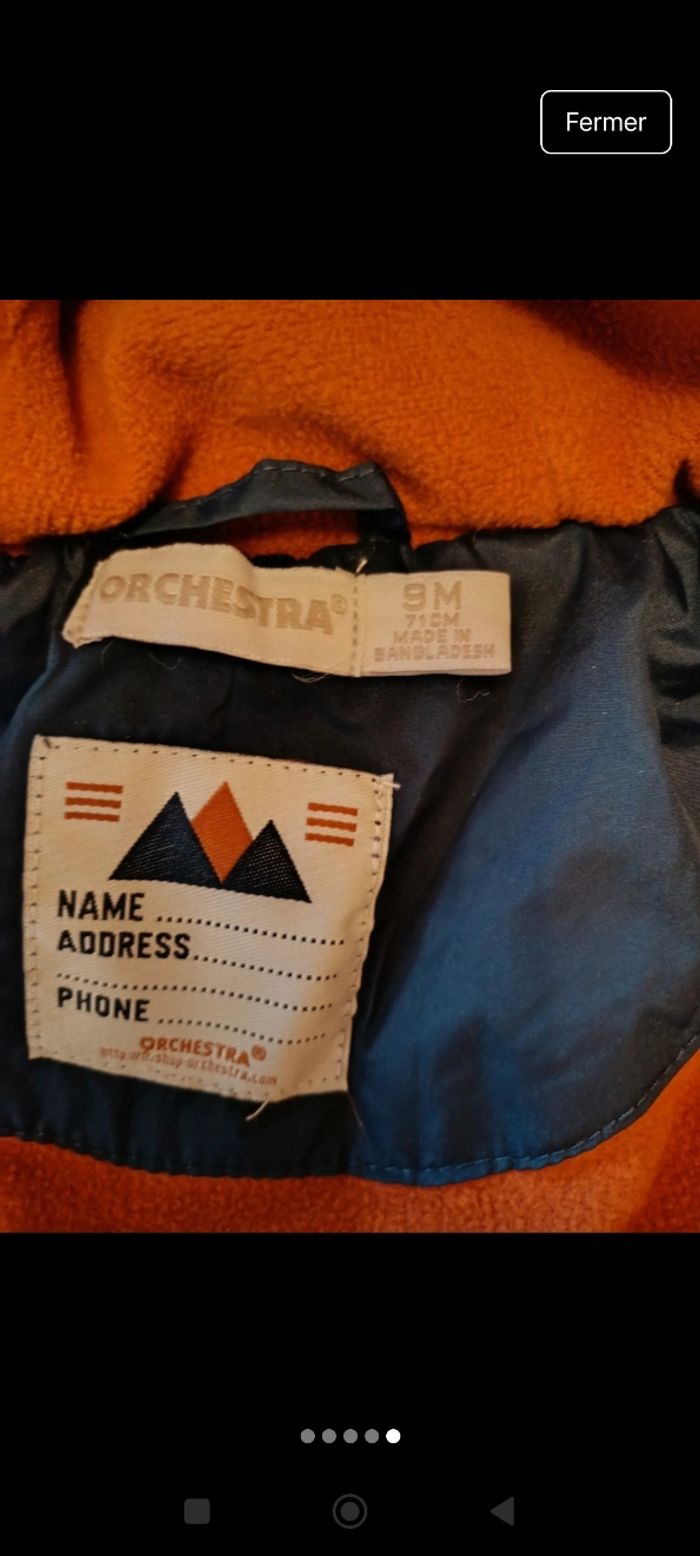 Fermer
ORCHESTRA®
9M
71CM
MADE IN
BANGLADESH
NAME ....................
ADDRESS...............
..............................
PHONE ..................
ORCHESTRA®